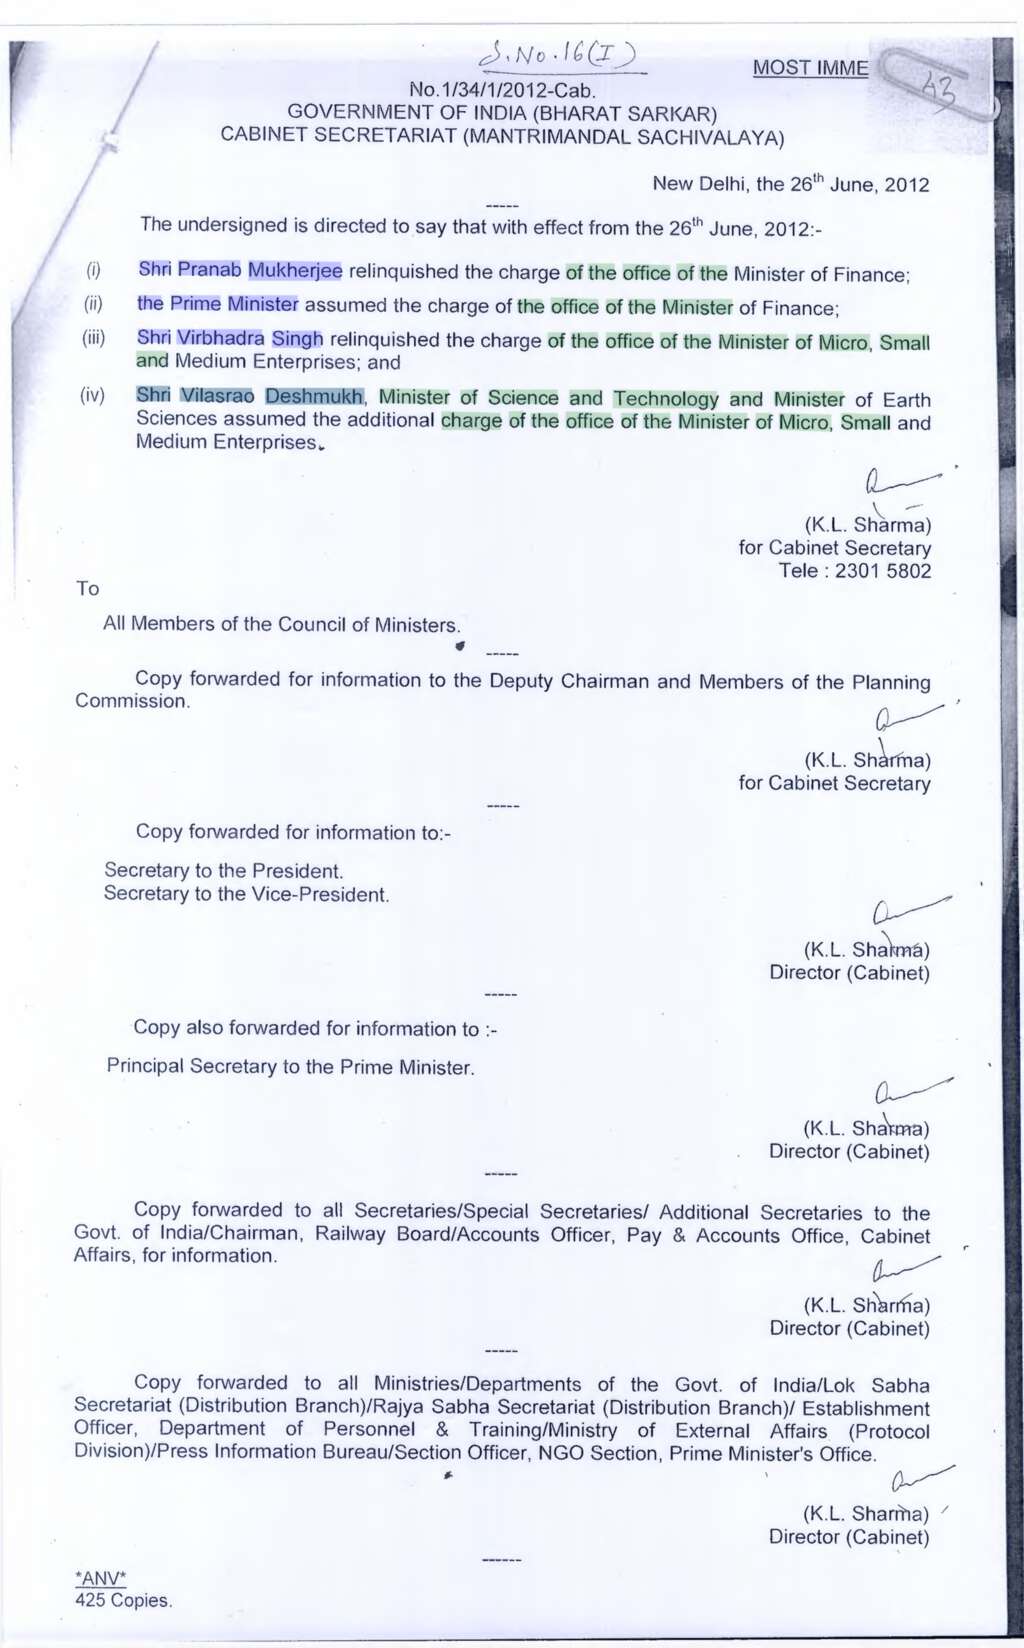 S.No.16(I)
MOST IMME
43
No.1/34/1/2012-Cab.
GOVERNMENT OF INDIA (BHARAT SARKAR)
CABINET SECRETARIAT (MANTRIMANDAL SACHIVALAYA)
New Delhi, the 26th June, 2012
-----
The undersigned is directed to say that with effect from the 26th June, 2012:-
(i) Shri Pranab Mukherjee relinquished the charge of the office of the Minister of Finance;
(ii) the Prime Minister assumed the charge of the office of the Minister of Finance;
(iii) Shri Virbhadra Singh relinquished the charge of the office of the Minister of Micro, Small
and Medium Enterprises; and
(iv) Shri Vilasrao Deshmukh, Minister of Science and Technology and Minister of Earth
Sciences assumed the additional charge of the office of the Minister of Micro, Small and
Medium Enterprises.
(K.L. Sharma)
for Cabinet Secretary
Tele : 2301 5802
To
All Members of the Council of Ministers.
-----
Copy forwarded for information to the Deputy Chairman and Members of the Planning
Commission.
(K.L. Sharma)
for Cabinet Secretary
-----
Copy forwarded for information to:-
Secretary to the President.
Secretary to the Vice-President.
(K.L. Sharma)
Director (Cabinet)
-----
Copy also forwarded for information to :-
Principal Secretary to the Prime Minister.
(K.L. Sharma)
Director (Cabinet)
-----
Copy forwarded to all Secretaries/Special Secretaries/ Additional Secretaries to the
Govt. of India/Chairman, Railway Board/Accounts Officer, Pay & Accounts Office, Cabinet
Affairs, for information.
(K.L. Sharma)
Director (Cabinet)
-----
Copy forwarded to all Ministries/Departments of the Govt. of India/Lok Sabha
Secretariat (Distribution Branch)/Rajya Sabha Secretariat (Distribution Branch)/ Establishment
Officer, Department of Personnel & Training/Ministry of External Affairs (Protocol
Division)/Press Information Bureau/Section Officer, NGO Section, Prime Minister's Office.
(K.L. Sharma)
Director (Cabinet)
------
*ANV*
425 Copies.